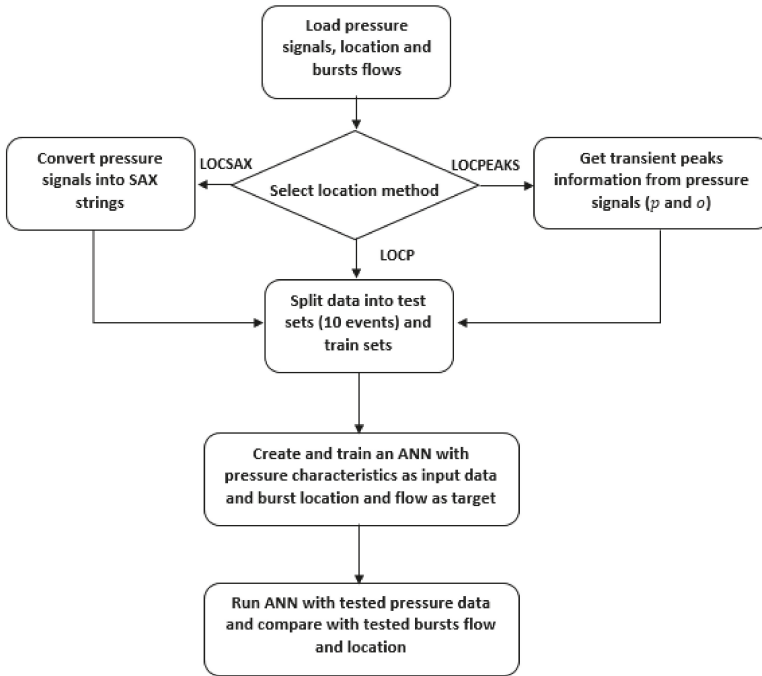 Load pressure
signals, location and
bursts flows
LOCSAX
LOCPEAKS
Convert pressure
signals into SAX
strings
Select location method
Get transient peaks
information from pressure
signals (p and o)
LOCP
Split data into test
sets (10 events) and
train sets
Create and train an ANN with
pressure characteristics as input data
and burst location and flow as target
Run ANN with tested pressure data
and compare with tested bursts flow
and location